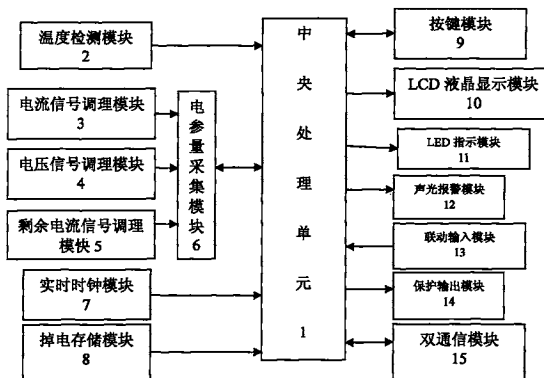 温度检测模块
2
电流信号调理模块
3
电压信号调理模块
4
剩余电流信号调理
模快 5
电参量采集模块 6
实时时钟模块
7
掉电存储模块
8
中央处理单元 1
按键模块
9
LCD 液晶显示模块
10
LED 指示模块
11
声光报警模块
12
联动输入模块
13
保护输出模块
14
双通信模块
15